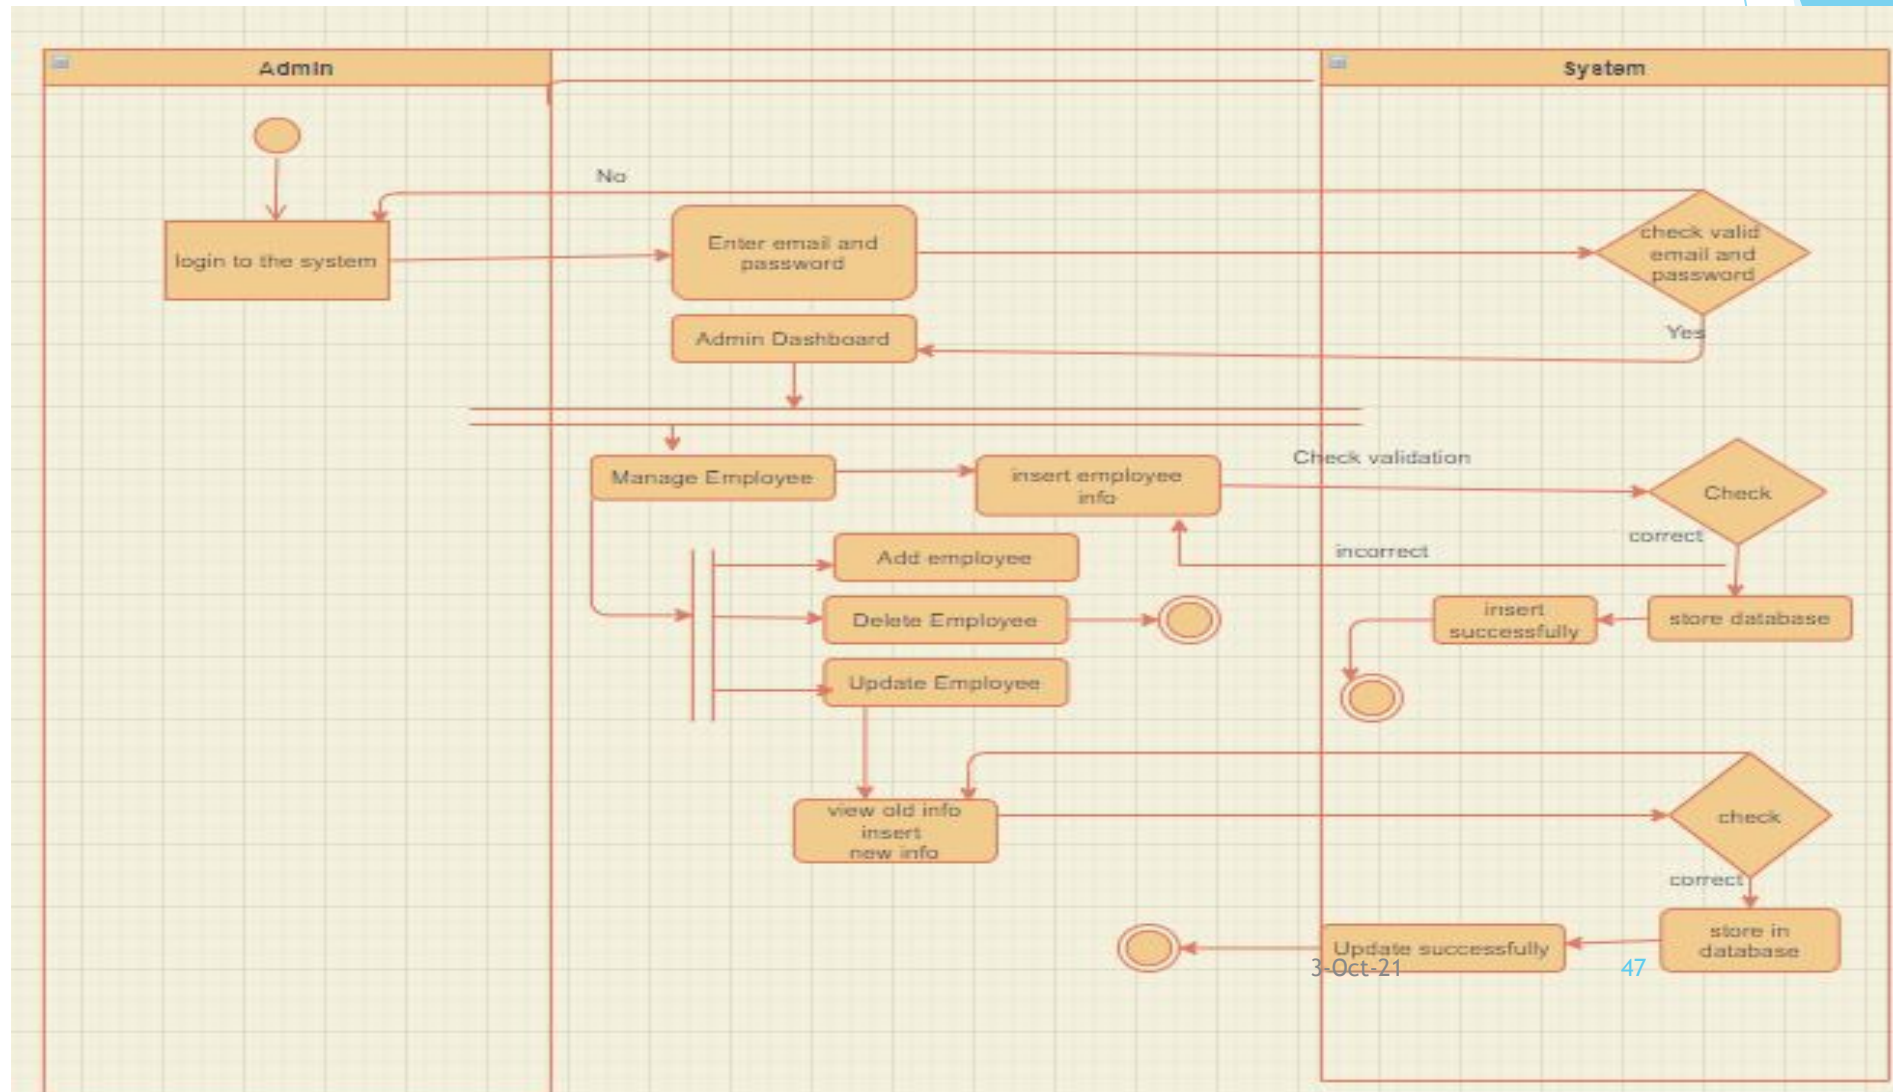 Admin
System
No
login to the system
Enter email and
password
check valid
email and
password
Admin Dashboard
Yes
Manage Employee
insert employee
info
Check validation
Check
Add employee
incorrect
correct
Delete Employee
insert
successfully
store database
Update Employee
view old info
insert
new info
check
correct
Update successfully
store in
database
3-Oct-21
47